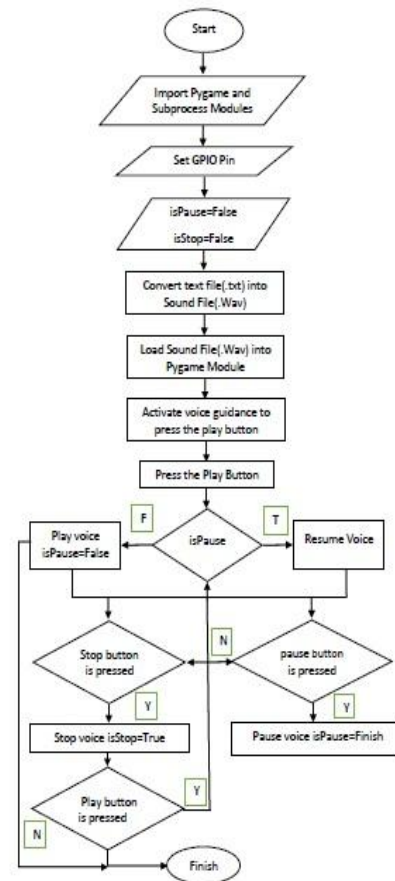 Start
Import Pygame and
Subprocess Modules
Set GPIO Pin
isPause=False
isStop=False
Convert text file(.txt) into
Sound File(.Wav)
Load Sound File(.Wav) into
Pygame Module
Activate voice guidance to
press the play button
Press the Play Button
F
T
Play voice
isPause=False
isPause
Resume Voice
Stop button
is pressed
N
pause button
is pressed
Y
Y
Stop voice isStop=True
Pause voice isPause=Finish
Play button
is pressed
Y
N
Finish